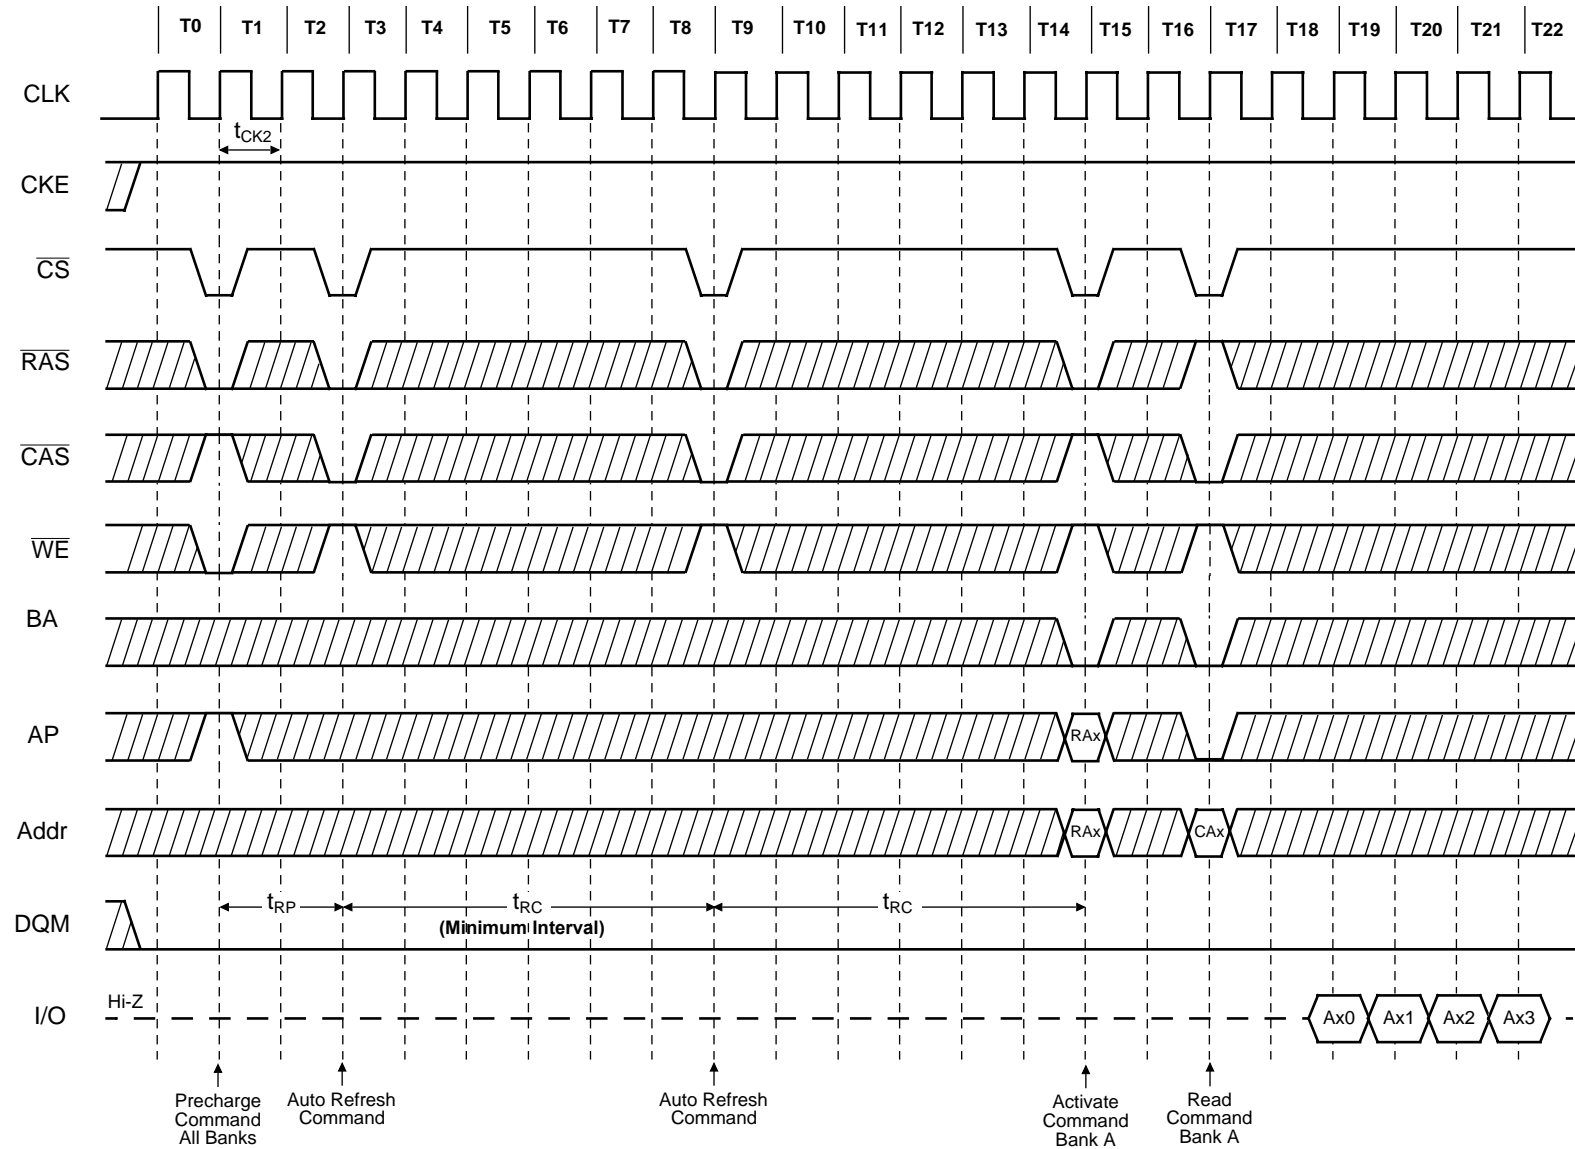 T0 T1 T2 T3 T4 T5 T6 T7 T8 T9 T10 T11 T12 T13 T14 T15 T16 T17 T18 T19 T20 T21 T22
CLK
tCK2
CKE
CS
RAS
CAS
WE
BA
AP
RAx
Addr
RAx CAx
DQM
tRP tRC tRC
(Minimum Interval)
I/O
Hi-Z
Ax0 Ax1 Ax2 Ax3
Precharge
Command
All Banks
Auto Refresh
Command
Auto Refresh
Command
Activate
Command
Bank A
Read
Command
Bank A